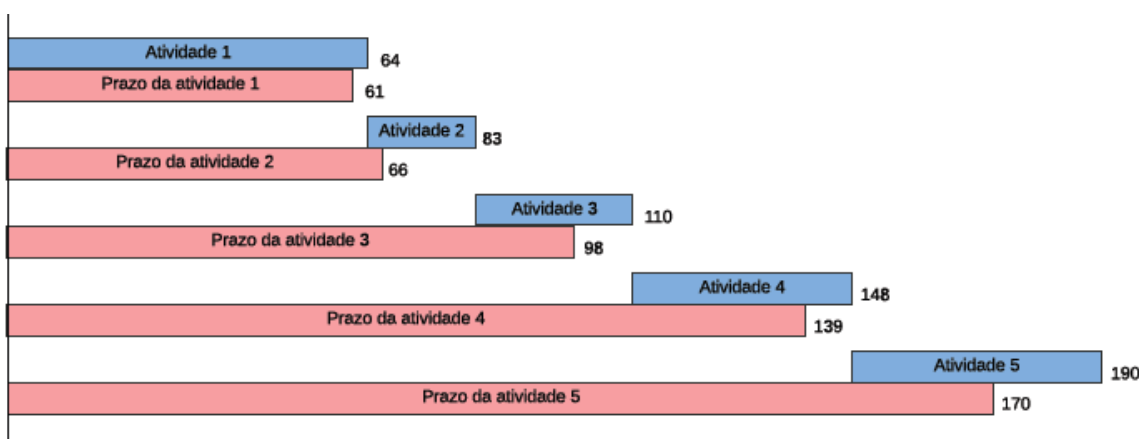 Atividade 1
64
Prazo da atividade 1
61
Atividade 2
83
Prazo da atividade 2
66
Atividade 3
110
Prazo da atividade 3
98
Atividade 4
148
Prazo da atividade 4
139
Atividade 5
190
Prazo da atividade 5
170